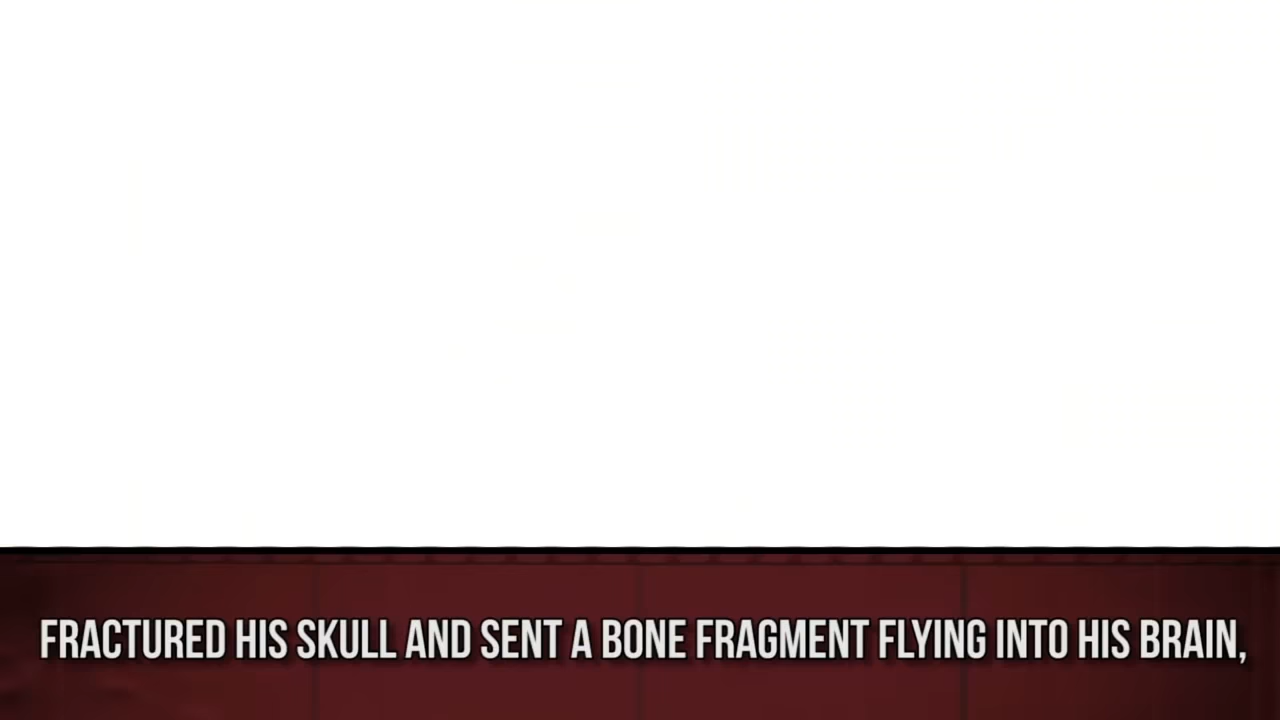 FRACTURED HIS SKULL AND SENT A BONE FRAGMENT FLYING INTO HIS BRAIN,